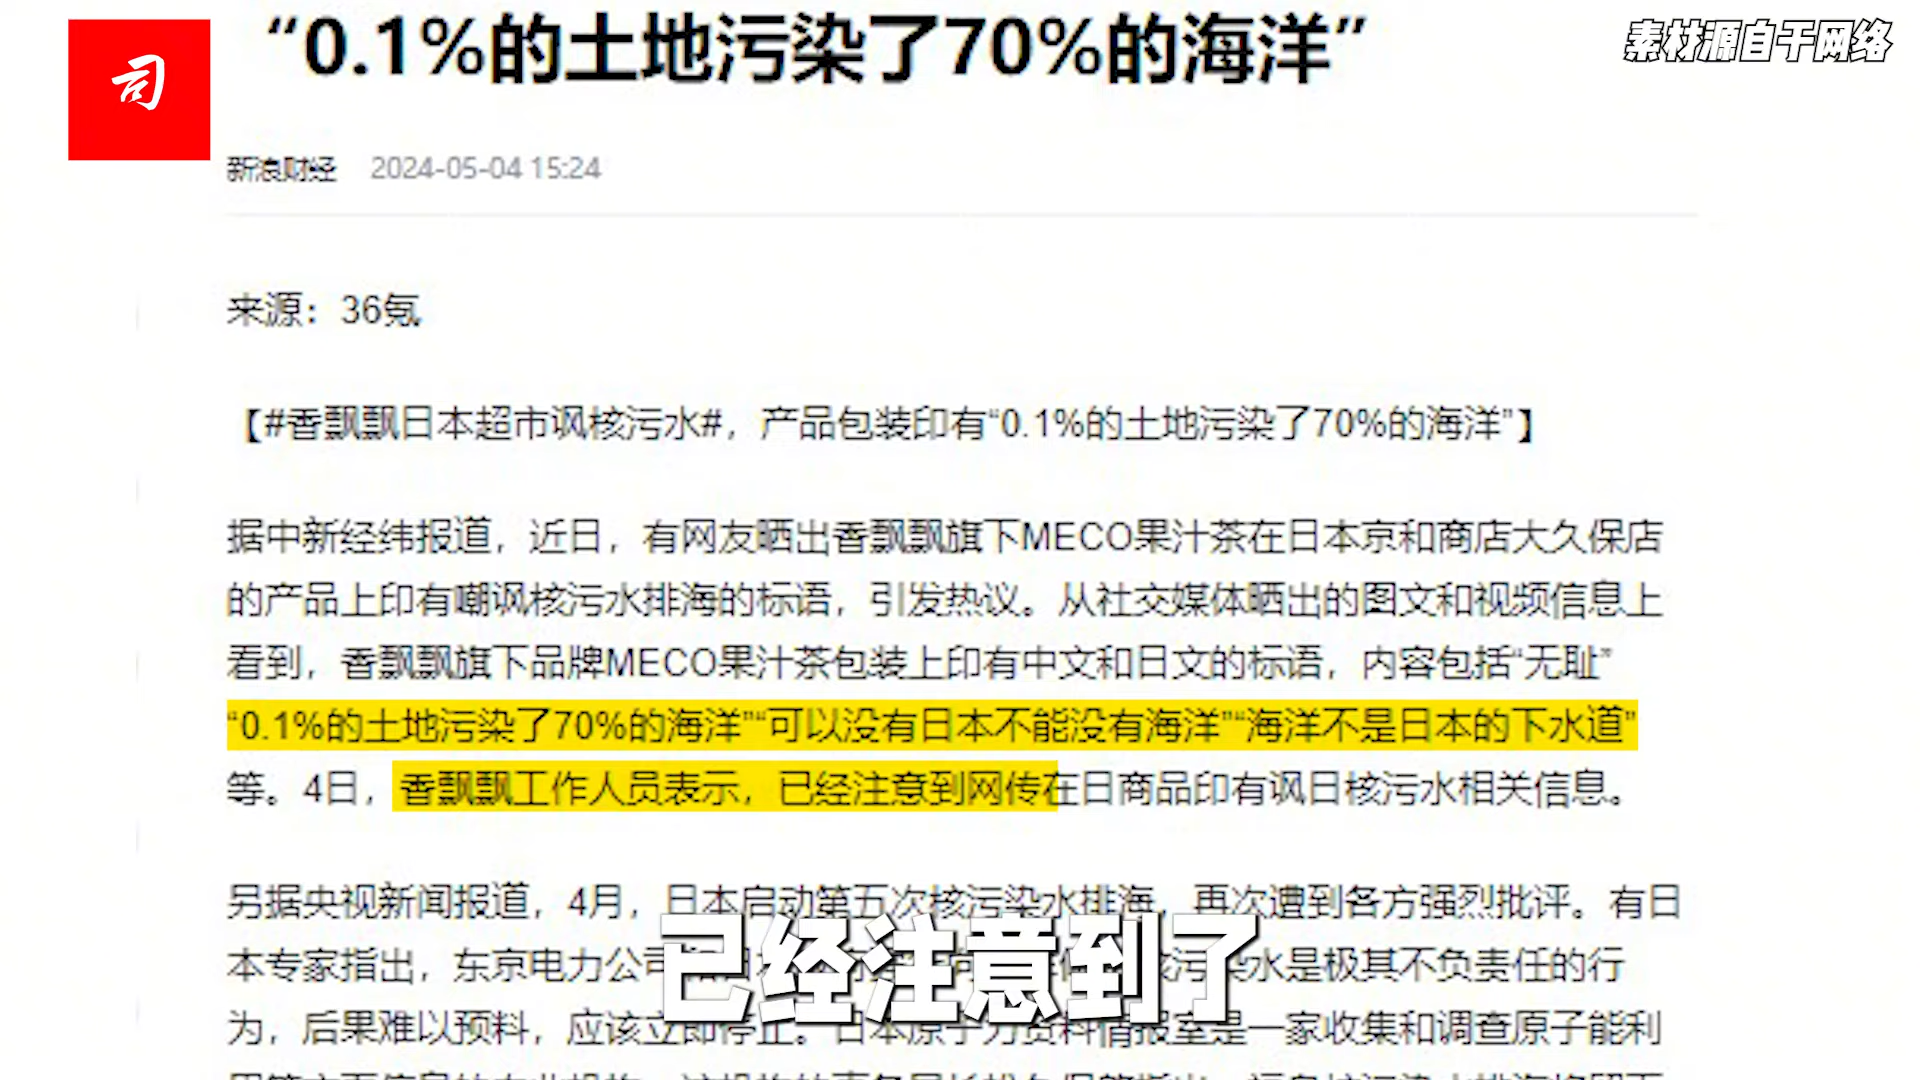 “0.1%的土地污染了70%的海洋”
素材源自于网络
司
新浪财经 2024-05-04 15:24
来源：36氪
【#香飘飘日本超市讽核污水#，产品包装印有“0.1%的土地污染了70%的海洋”】
据中新经纬报道，近日，有网友晒出香飘飘旗下MECO果汁茶在日本京和商店大久保店
的产品上印有嘲讽核污水排海的标语，引发热议。从社交媒体晒出的图文和视频信息上
看到，香飘飘旗下品牌MECO果汁茶包装上印有中文和日文的标语，内容包括“无耻”
“0.1%的土地污染了70%的海洋”“可以没有日本不能没有海洋”“海洋不是日本的下水道”
等。4日，香飘飘工作人员表示，已经注意到网传在日商品印有讽日核污水相关信息。
另据央视新闻报道，4月，日本启动第五次核污染水排海，再次遭到各方强烈批评。有日
本专家指出，东京电力公司 污染水是极其不负责任的行
已经注意到了
为，后果难以预料，应该立即停止。日本原子力资料情报室是一家收集和调查原子能利